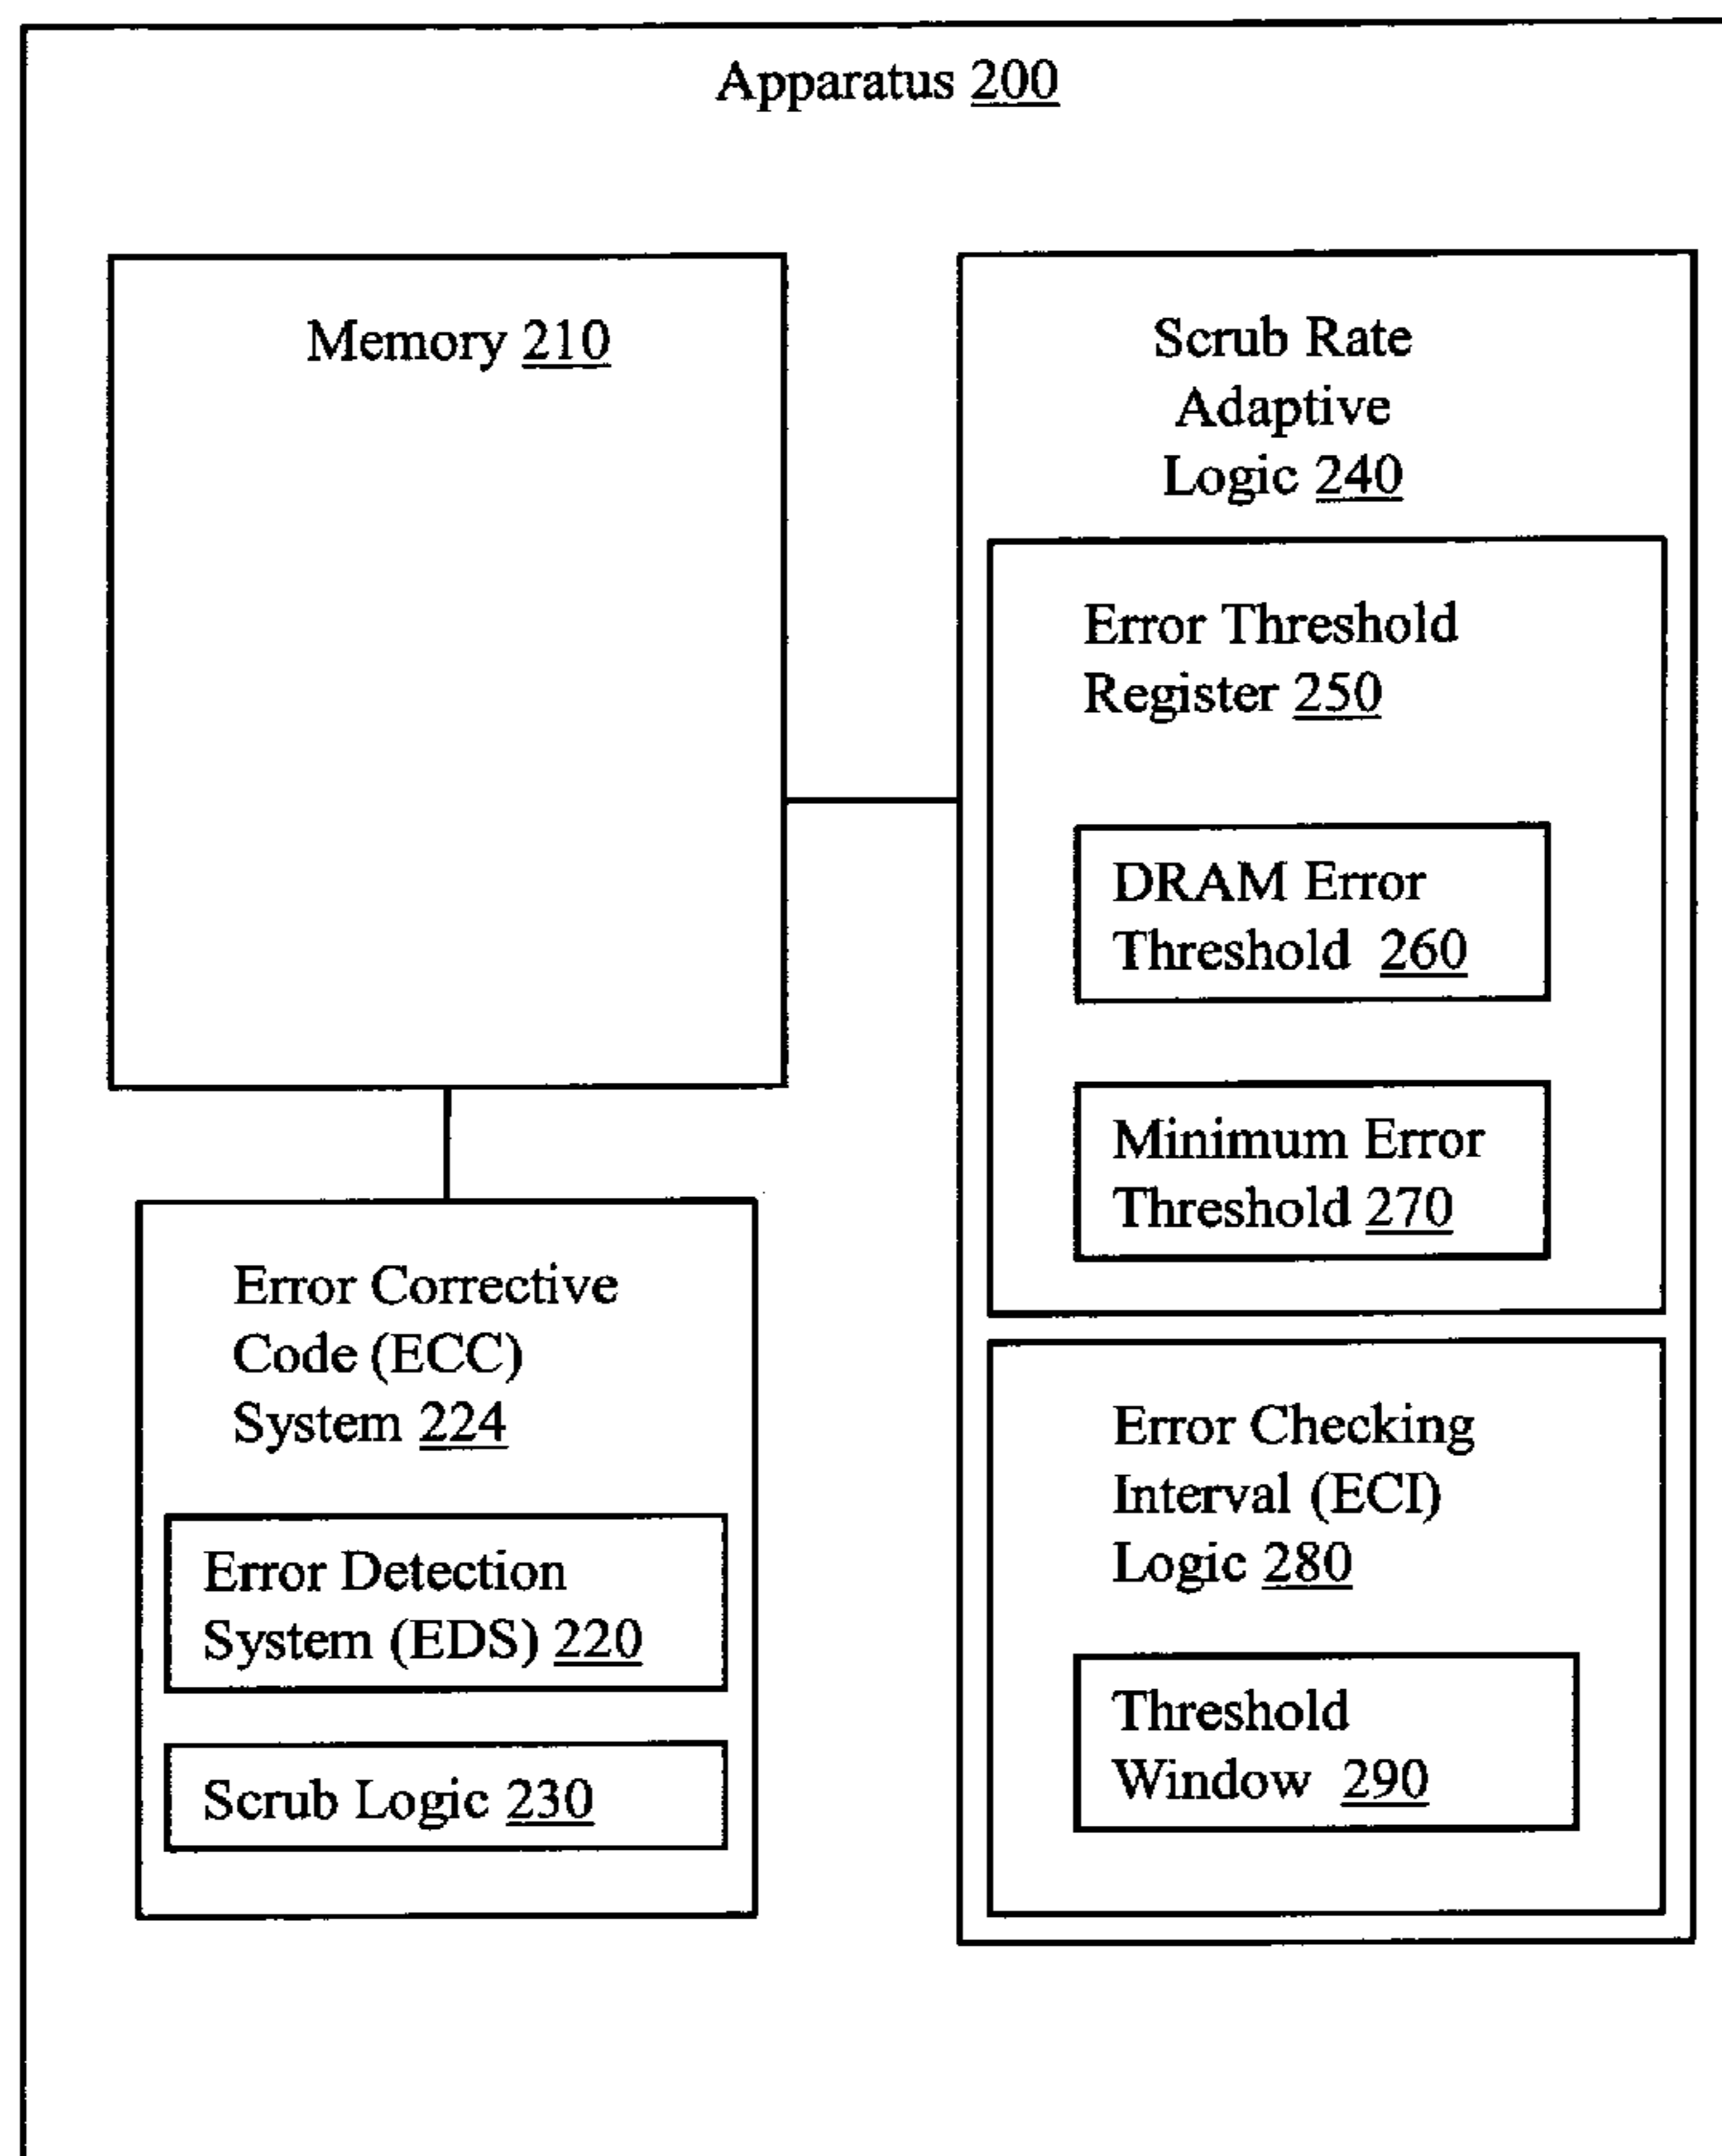 Apparatus 200
Memory 210
Scrub Rate
Adaptive
Logic 240
Error Threshold
Register 250
DRAM Error
Threshold 260
Minimum Error
Threshold 270
Error Corrective
Code (ECC)
System 224
Error Detection
System (EDS) 220
Scrub Logic 230
Error Checking
Interval (ECI)
Logic 280
Threshold
Window 290